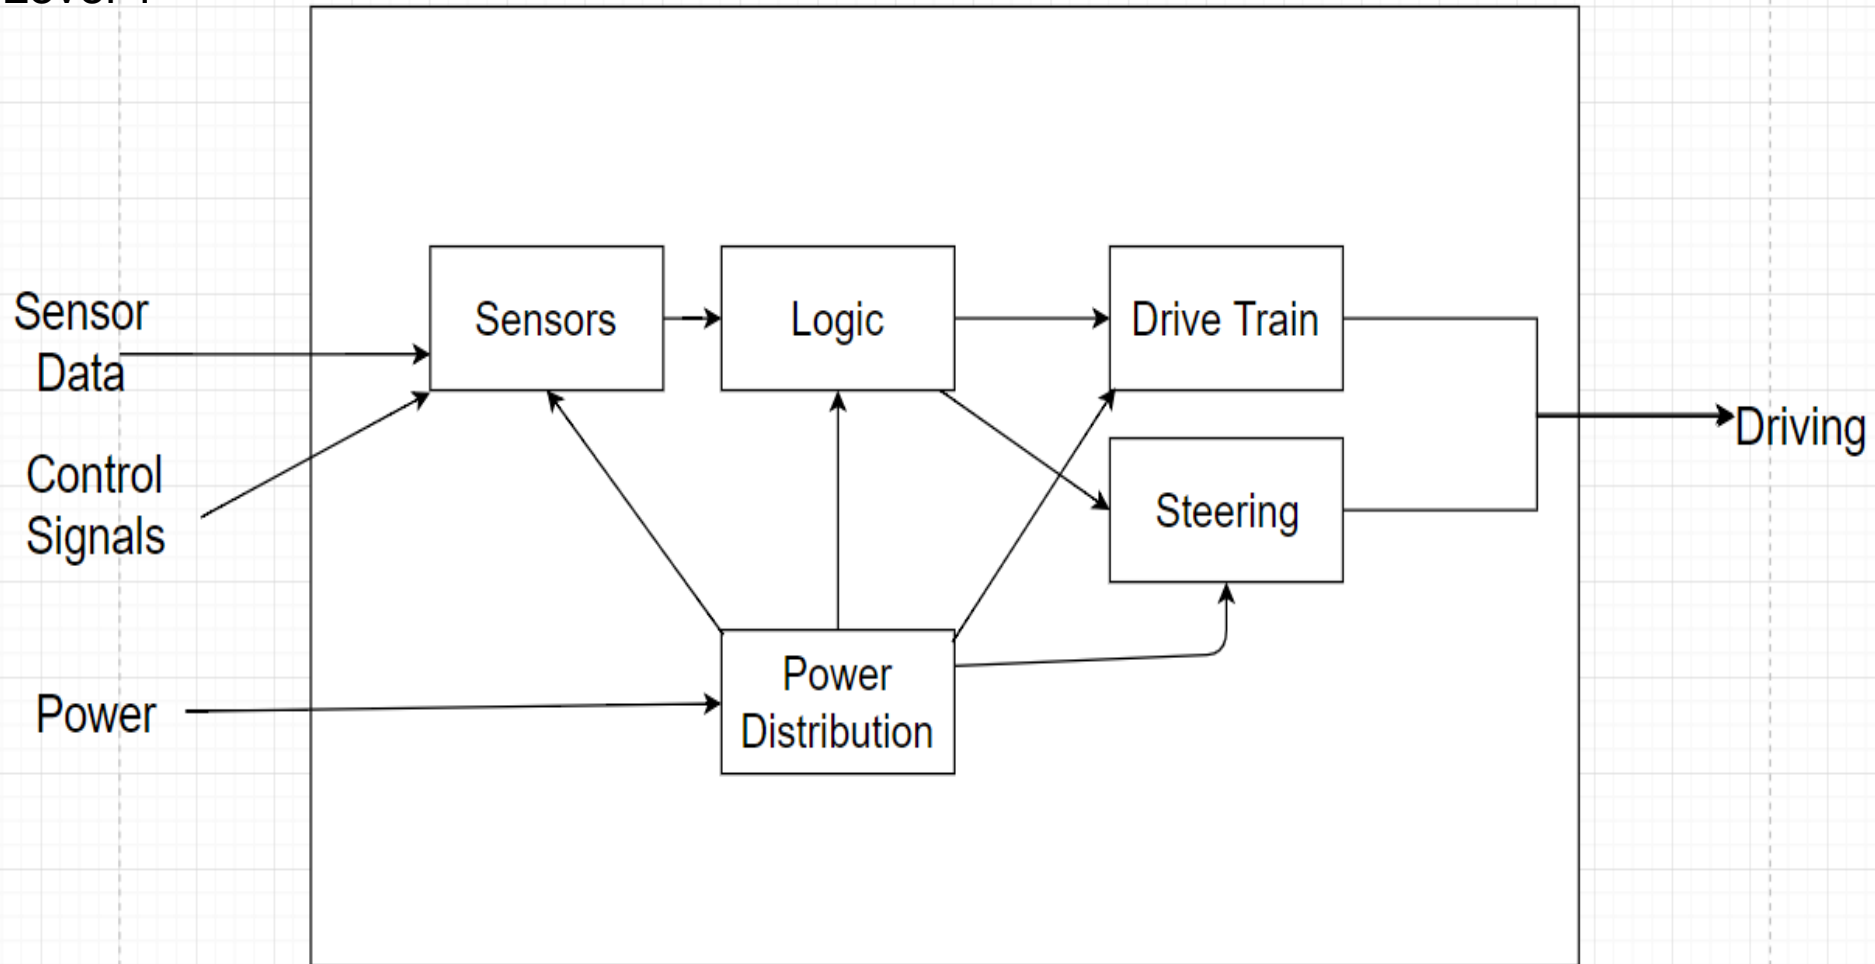 Sensors
Logic
Drive Train
Sensor
Data
Driving
Control
Signals
Steering
Power
Power
Distribution